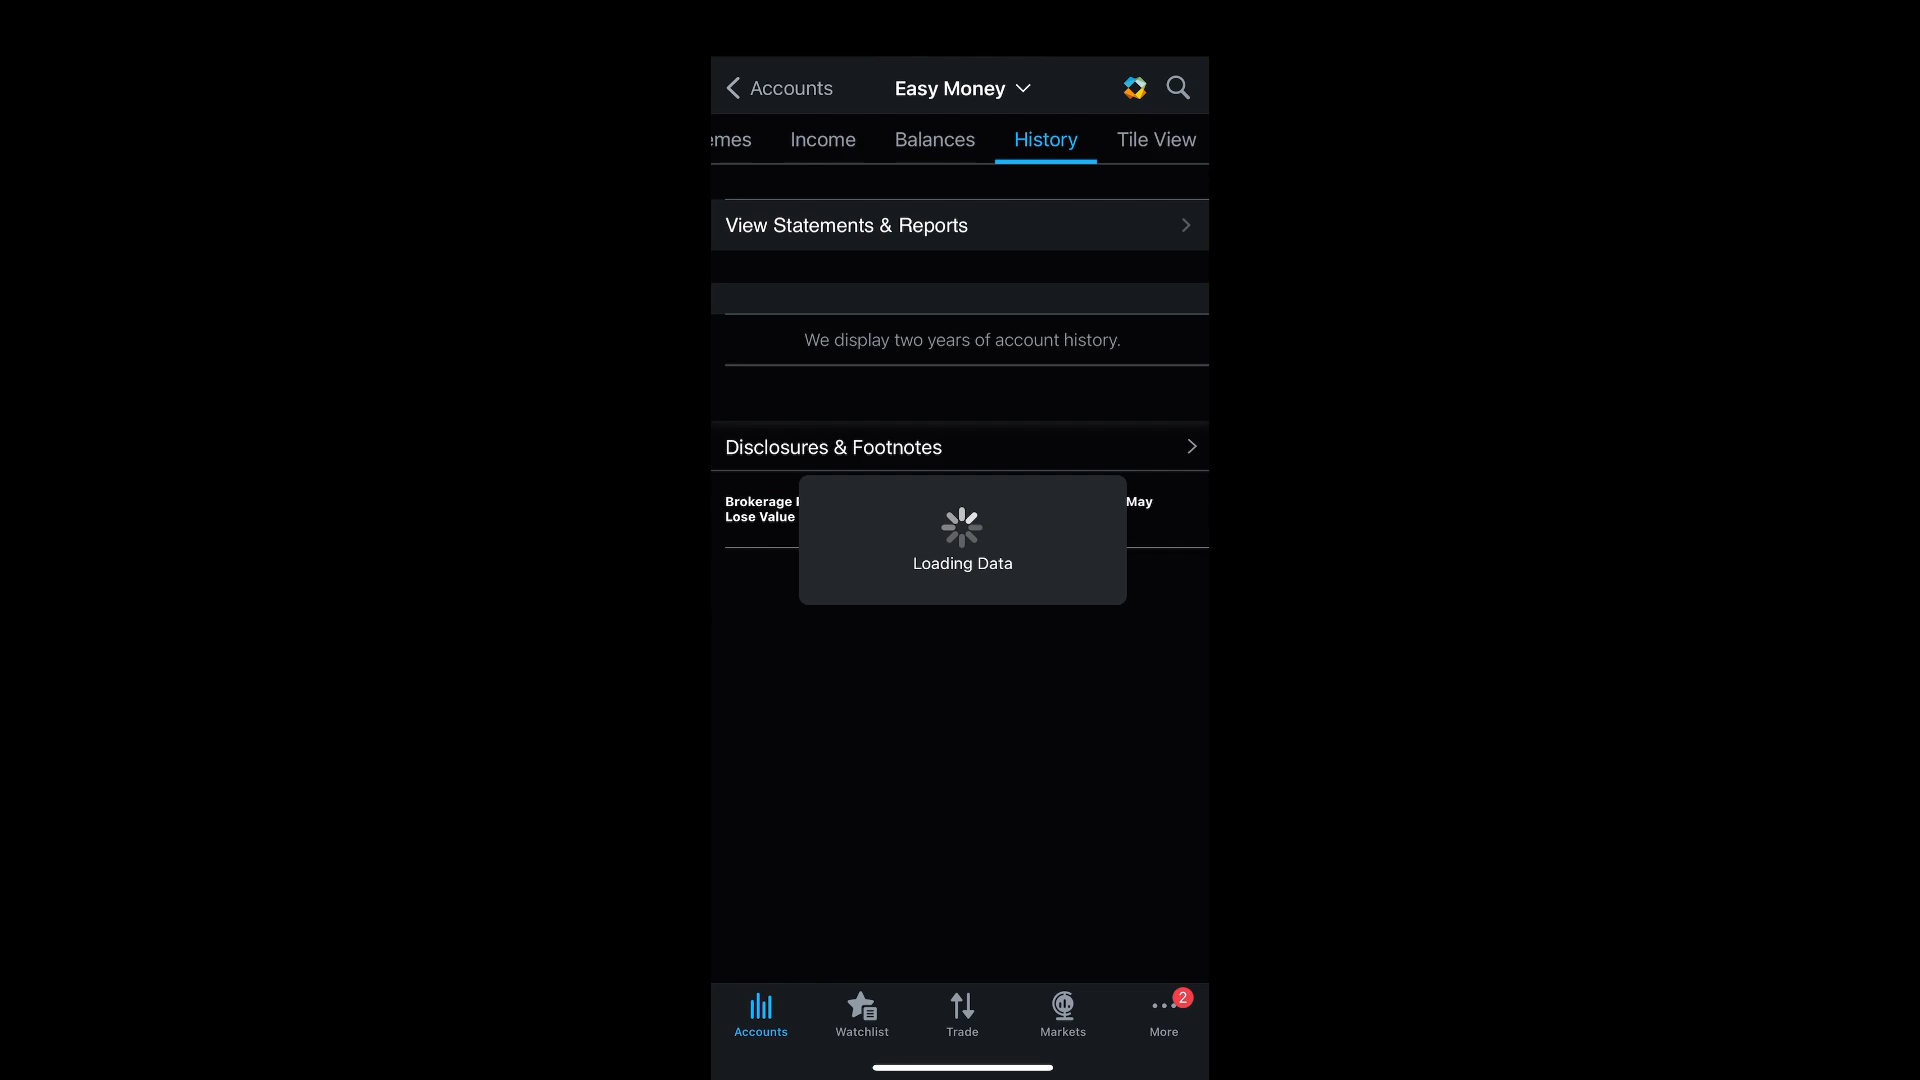 Accounts
Easy Money
emes
Income
Balances
History
Tile View
View Statements & Reports
We display two years of account history.
Disclosures & Footnotes
Brokerage
May
Lose Value
Loading Data
2
Accounts
Watchlist
Trade
Markets
More